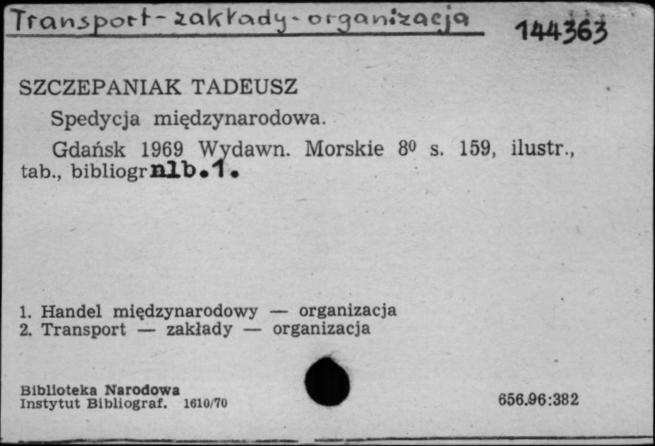 Transport-zakłady-organizacja 144363
SZCZEPANIAK TADEUSZ
Spedycja międzynarodowa.
Gdańsk 1969 Wydawn. Morskie 8⁰ s. 159, ilustr.,
tab., bibliogr nlb.1.
1. Handel międzynarodowy — organizacja
2. Transport — zakłady — organizacja
Biblioteka Narodowa
Instytut Bibliograf. 1610/70 656.96:382